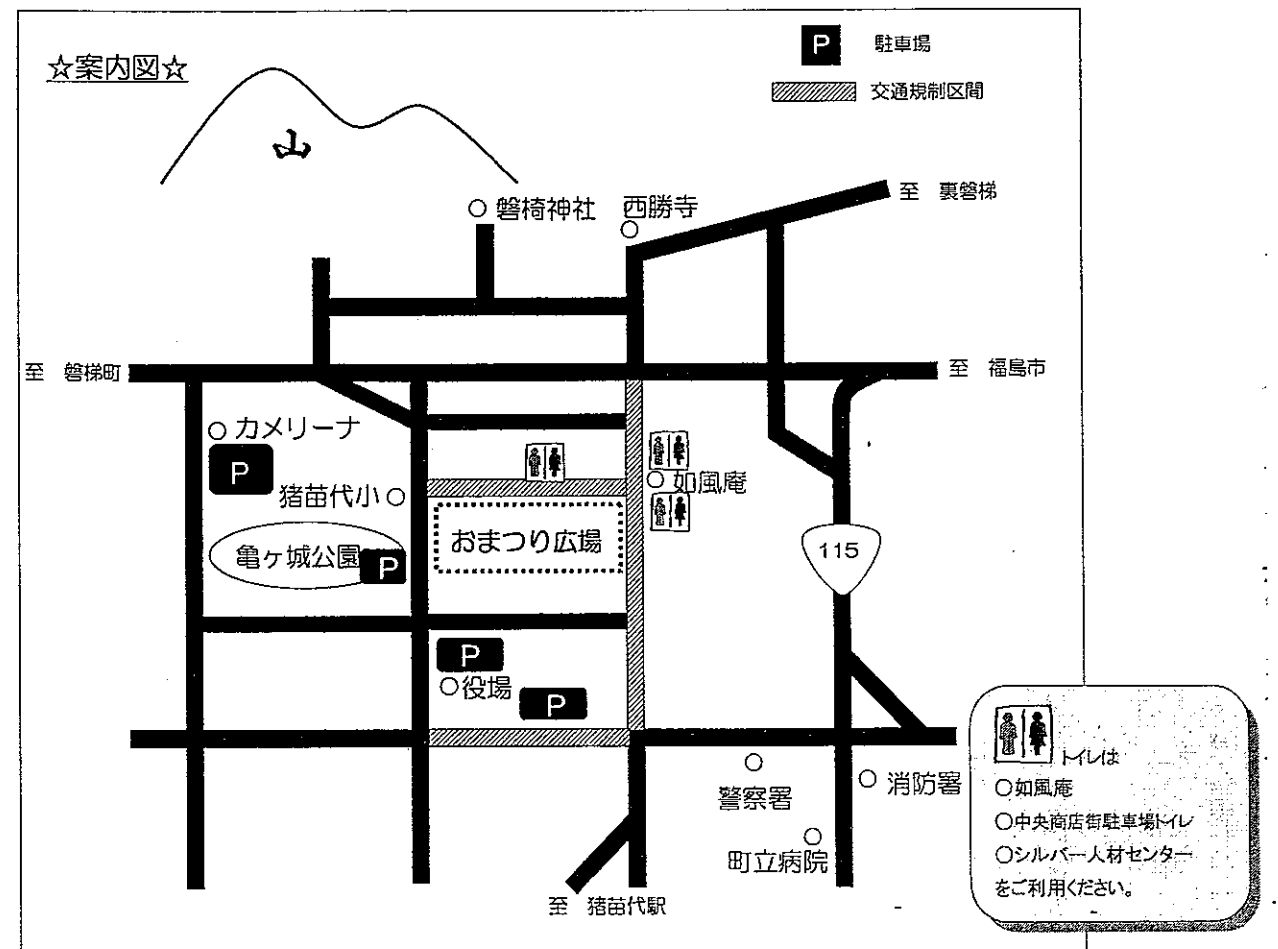 ☆案内図☆
P 駐車場
交通規制区間
山
磐椅神社
西勝寺
至 裏磐梯
至 磐梯町
至 福島市
カメリーナ
P
猪苗代小
如風庵
おまつり広場
亀ヶ城公園
P
115
P
役場
P
警察署
消防署
町立病院
至 猪苗代駅
トイレは
○如風庵
○中央商店街駐車場トイレ
○シルバー人材センター
をご利用ください。